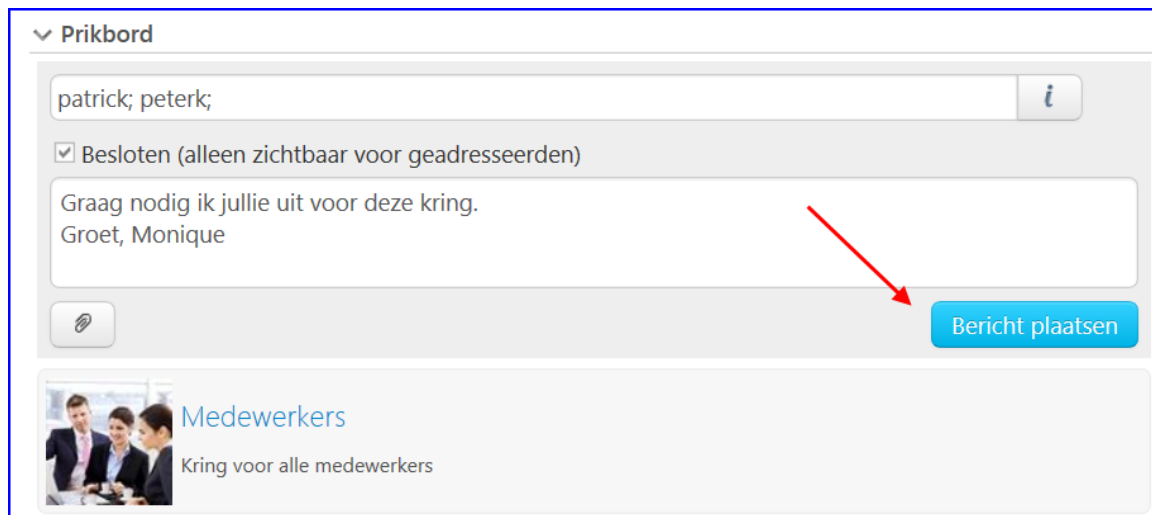 Prikbord
patrick; peterk;
i
Besloten (alleen zichtbaar voor geadresseerden)
Graag nodig ik jullie uit voor deze kring.
Groet, Monique
Bericht plaatsen
Medewerkers
Kring voor alle medewerkers